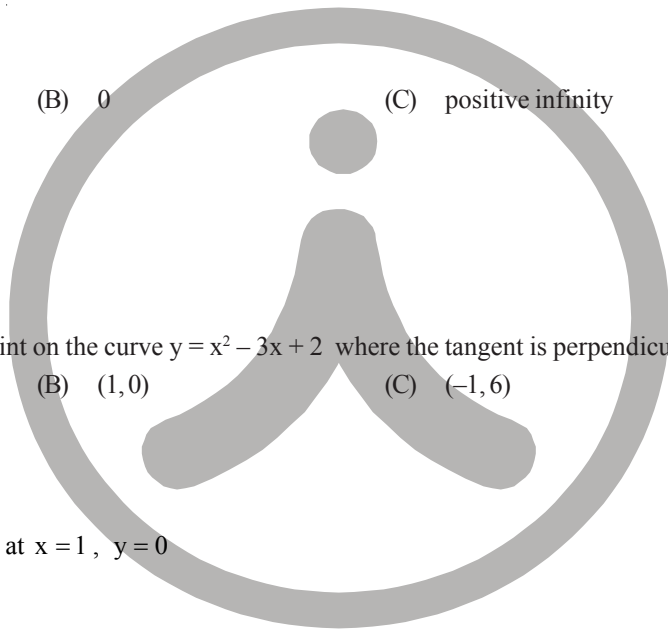 (B) 0 (C) positive infinity
int on the curve y = x² – 3x + 2 where the tangent is perpendicu
(B) (1, 0) (C) (–1, 6)
at x = 1 , y = 0